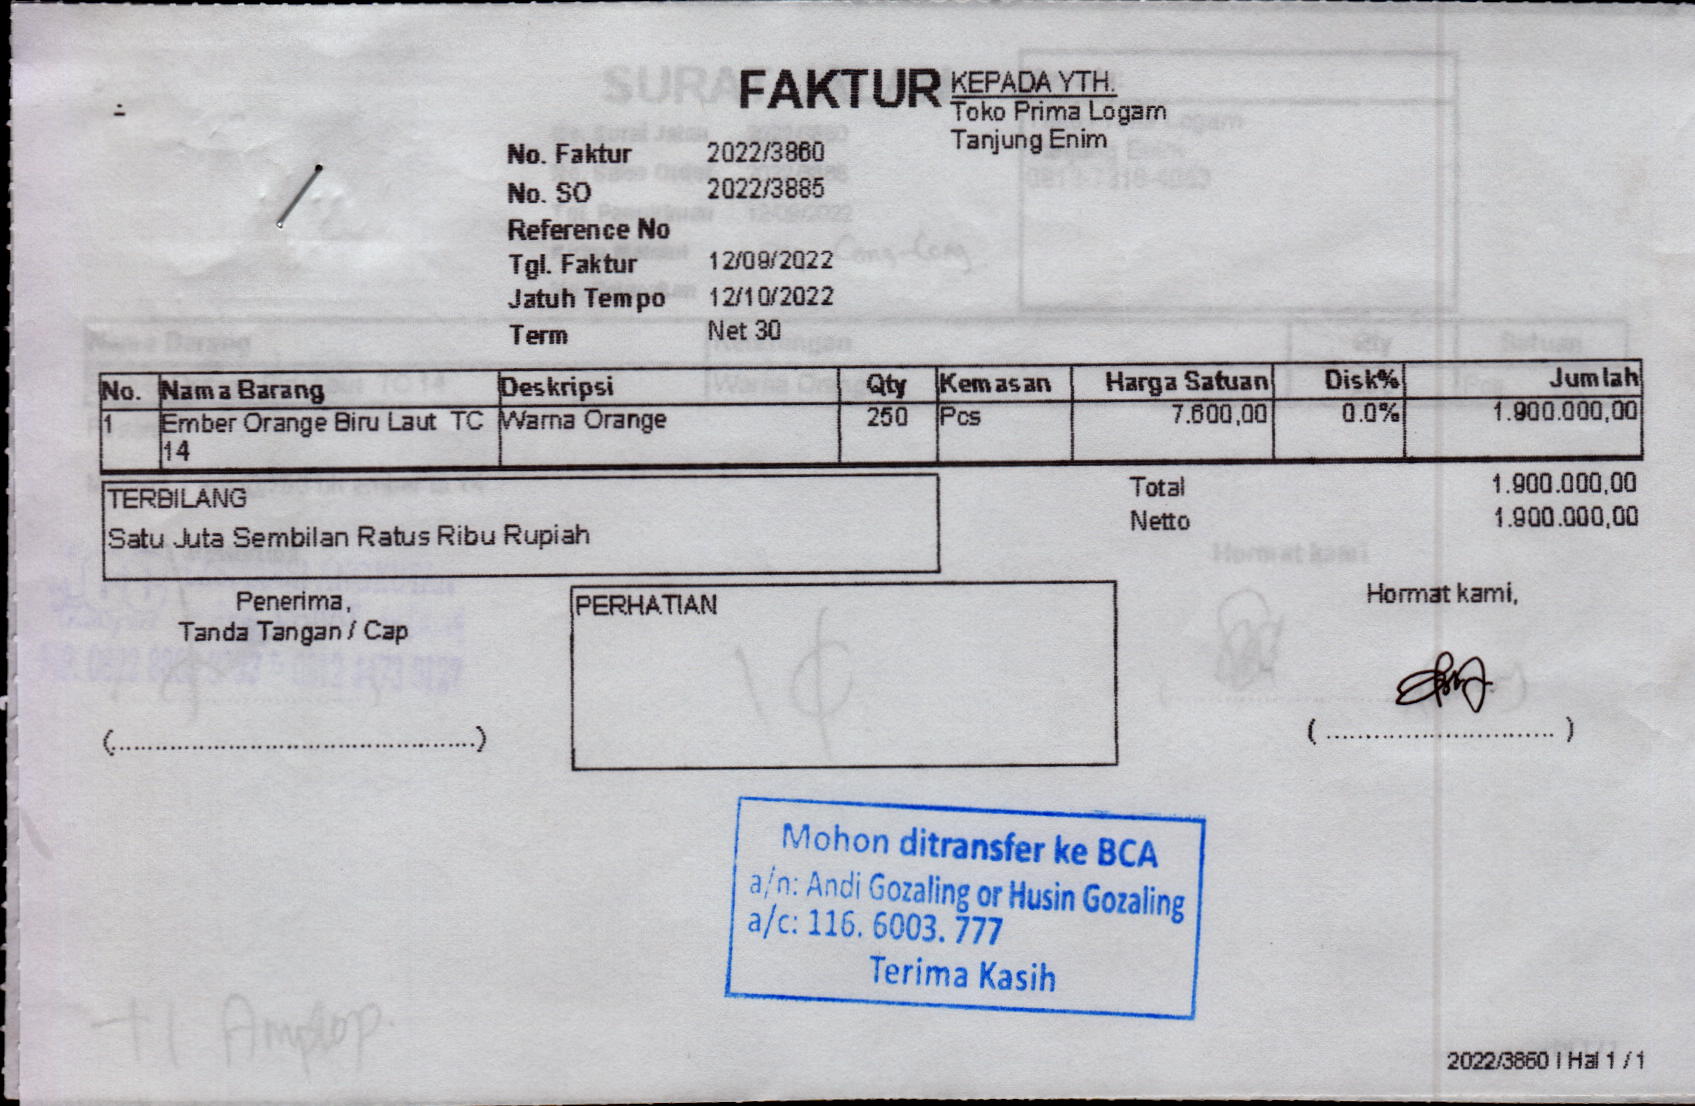 FAKTUR
KEPADA YTH.
Toko Prima Logam
Tanjung Enim
No. Faktur 2022/3860
No. SO 2022/3885
Reference No
Tgl. Faktur 12/09/2022
Jatuh Tempo 12/10/2022
Term Net 30
No. Nama Barang Deskripsi Qty Kemasan Harga Satuan Disk% Jumlah
1 Ember Orange Biru Laut TC 14 Warna Orange 250 Pcs 7.600,00 0.0% 1.900.000,00
Total 1.900.000,00
Netto 1.900.000,00
TERBILANG
Satu Juta Sembilan Ratus Ribu Rupiah
Penerima,
Tanda Tangan / Cap
(................................................)
PERHATIAN
Hormat kami,
(.............................)
Mohon ditransfer ke BCA
a/n: Andi Gozaling or Husin Gozaling
a/c: 116. 6003. 777
Terima Kasih
+1 Amplop.
2022/3860 | Hal 1 / 1